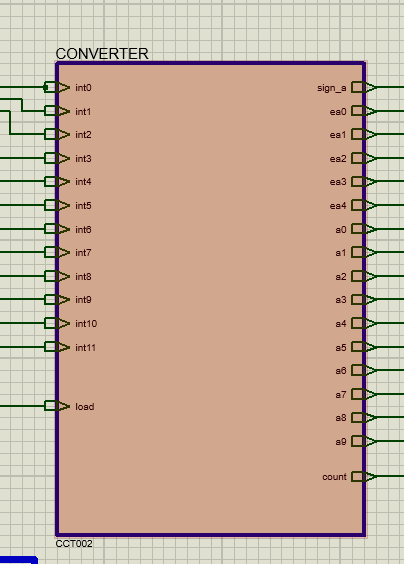 CONVERTER
int0
int1
int2
int3
int4
int5
int6
int7
int8
int9
int10
int11
load
sign_a
ea0
ea1
ea2
ea3
ea4
a0
a1
a2
a3
a4
a5
a6
a7
a8
a9
count
CCT002